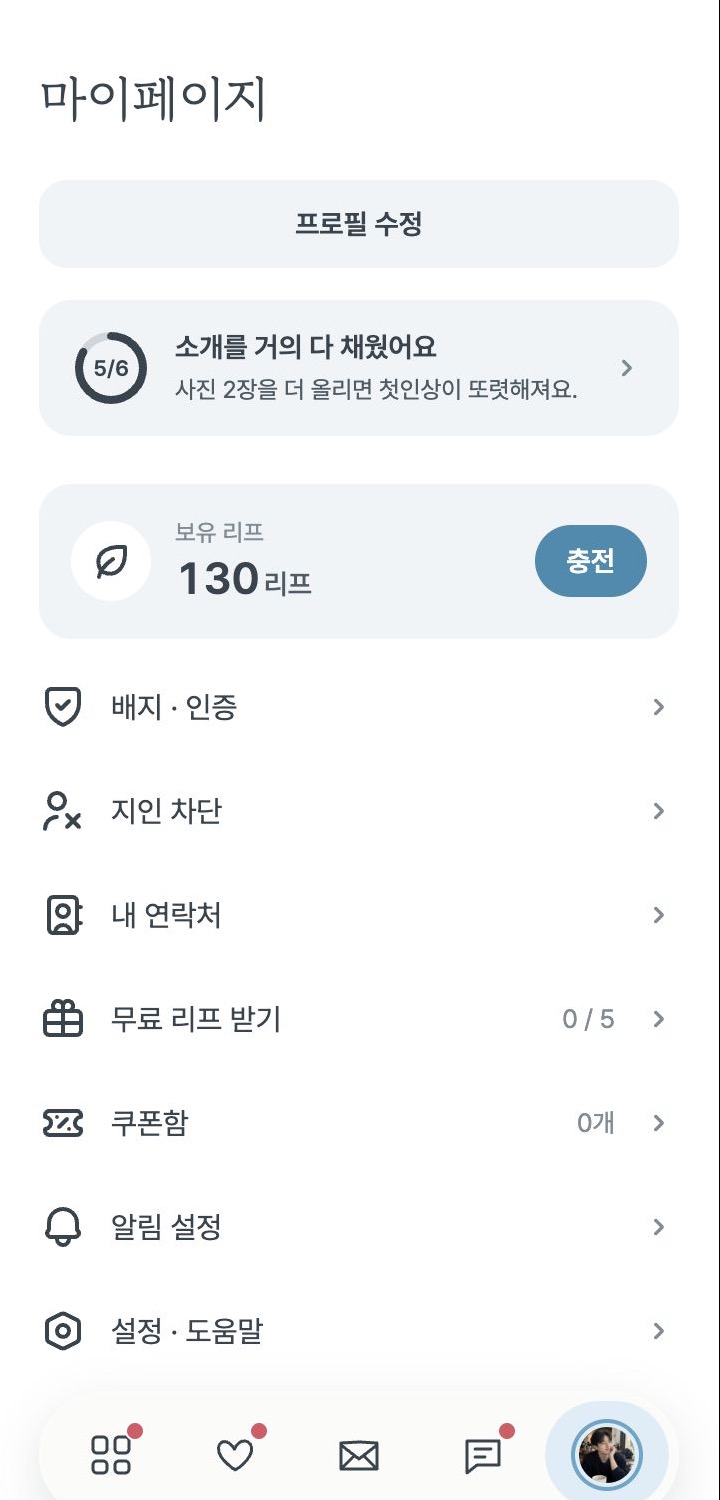 마이페이지
프로필 수정
5/6
소개를 거의 다 채웠어요
사진 2장을 더 올리면 첫인상이 또렷해져요.
보유 리프
130 리프
충전
배지 · 인증
지인 차단
내 연락처
무료 리프 받기 0 / 5
쿠폰함 0개
알림 설정
설정 · 도움말